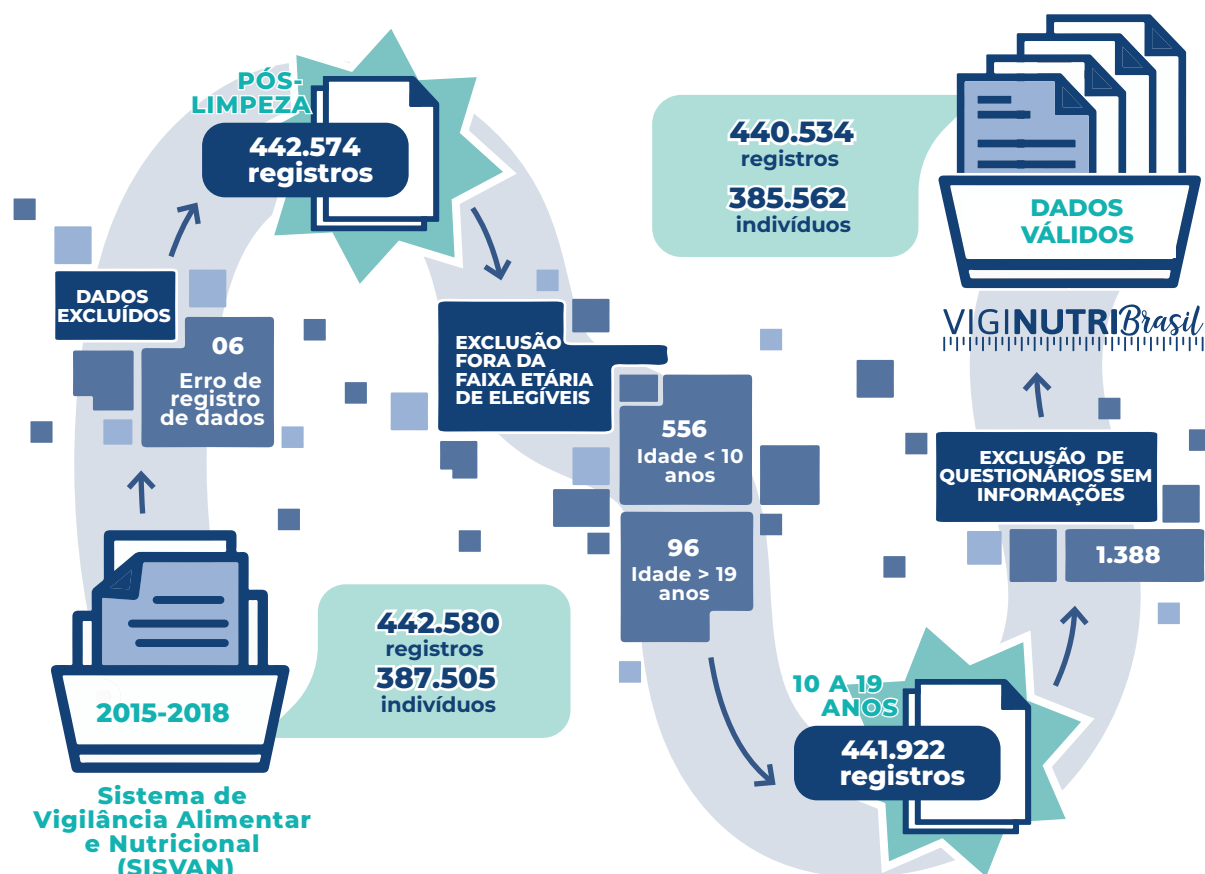 2015-2018
Sistema de
Vigilância Alimentar
e Nutricional
(SISVAN)
442.580
registros
387.505
indivíduos
DADOS
EXCLUÍDOS
06
Erro de
registro
de dados
PÓS-
LIMPEZA
442.574
registros
EXCLUSÃO
FORA DA
FAIXA ETÁRIA
DE ELEGÍVEIS
556
Idade < 10
anos
96
Idade > 19
anos
10 A 19
ANOS
441.922
registros
EXCLUSÃO DE
QUESTIONÁRIOS SEM
INFORMAÇÕES
1.388
VIGINUTRIBrasil
DADOS
VÁLIDOS
440.534
registros
385.562
indivíduos